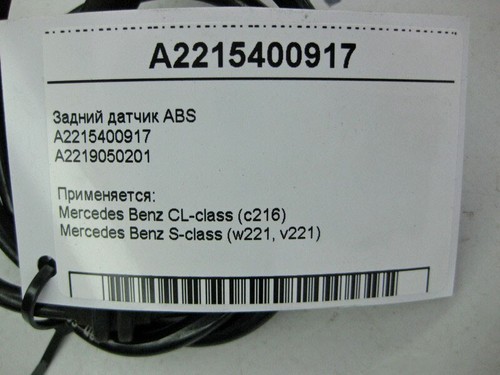 A2215400917
Задний датчик ABS
A2215400917
A2219050201
Применяется:
Mercedes Benz CL-class (c216)
Mercedes Benz S-class (w221, v221)